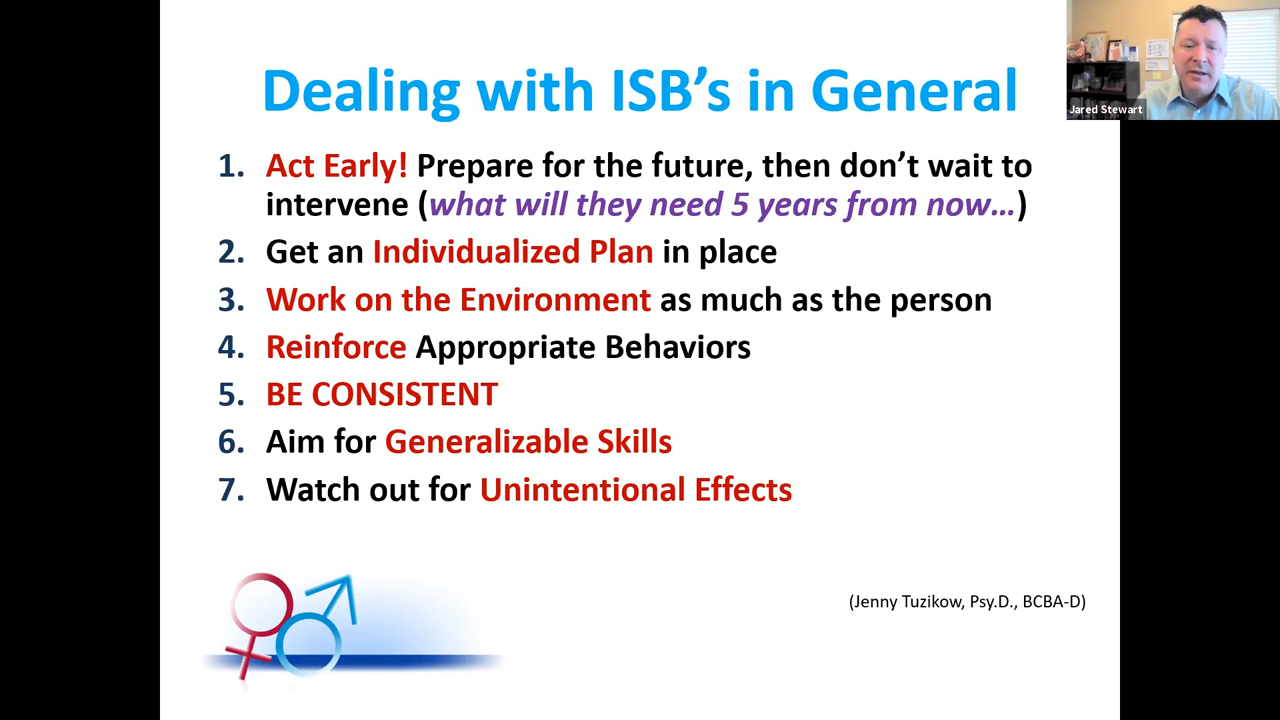 Dealing with ISB's in General
Jared Stewart
1. Act Early! Prepare for the future, then don't wait to
intervene (what will they need 5 years from now…)
2. Get an Individualized Plan in place
3. Work on the Environment as much as the person
4. Reinforce Appropriate Behaviors
5. BE CONSISTENT
6. Aim for Generalizable Skills
7. Watch out for Unintentional Effects
(Jenny Tuzikow, Psy.D., BCBA-D)